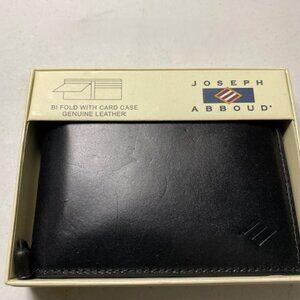 BI FOLD WITH CARD CASE
GENUINE LEATHER
JOSEPH
ABBOUD